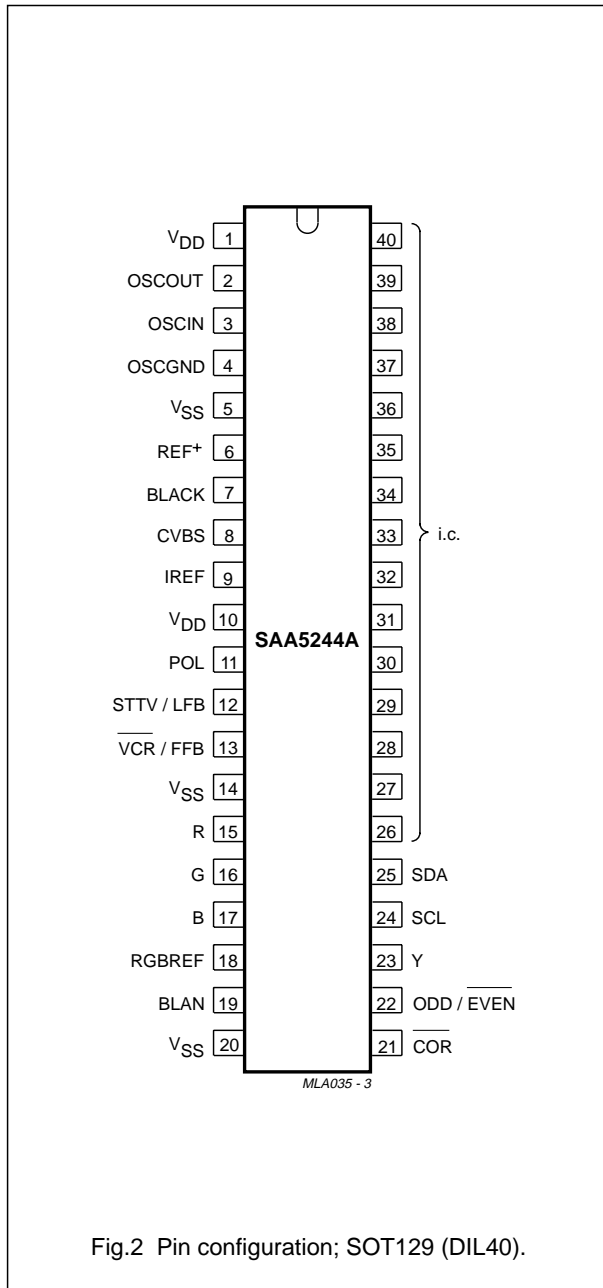 VDD 1 40
OSCOUT 2 39
OSCIN 3 38
OSCGND 4 37
VSS 5 36
REF+ 6 35
BLACK 7 34
CVBS 8 33 i.c.
IREF 9 32
VDD 10 31
SAA5244A
POL 11 30
STTV / LFB 12 29
VCR / FFB 13 28
VSS 14 27
R 15 26
G 16 25 SDA
B 17 24 SCL
RGBREF 18 23 Y
BLAN 19 22 ODD / EVEN
VSS 20 21 COR
MLA035 - 3
Fig.2 Pin configuration; SOT129 (DIL40).